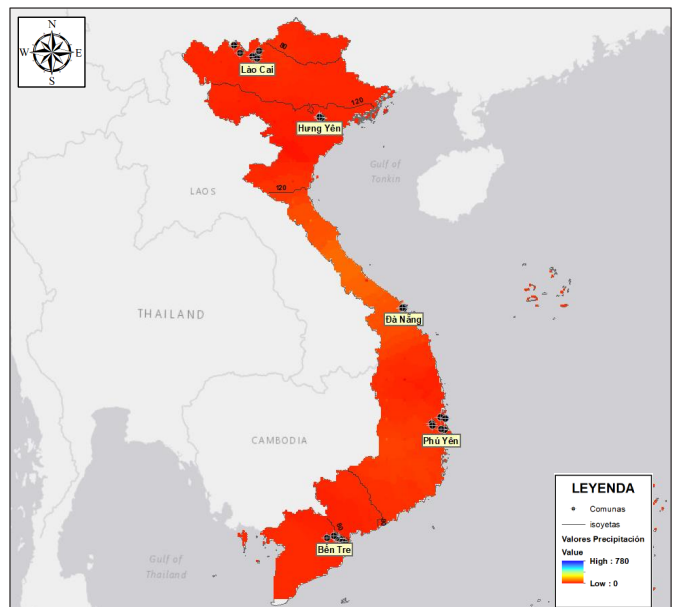 N
W
E
S
80
Lào Cai
120
Hưng Yên
Gulf of
Tonkin
LAOS
120
THAILAND
Đà Nẵng
CAMBODIA
Phú Yên
LEYENDA
Comunas
isoyetas
Valores Precipitación
Value
High : 780
Low : 0
Bến Tre
Gulf of
Thailand